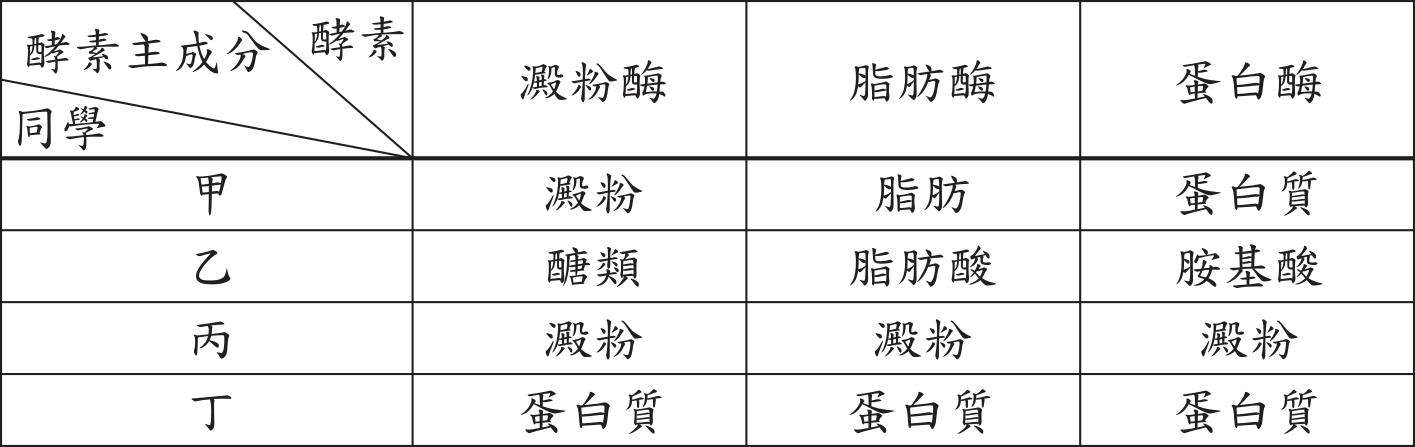 酵素主成分 酵素
同學
澱粉酶 脂肪酶 蛋白酶
甲 澱粉 脂肪 蛋白質
乙 醣類 脂肪酸 胺基酸
丙 澱粉 澱粉 澱粉
丁 蛋白質 蛋白質 蛋白質